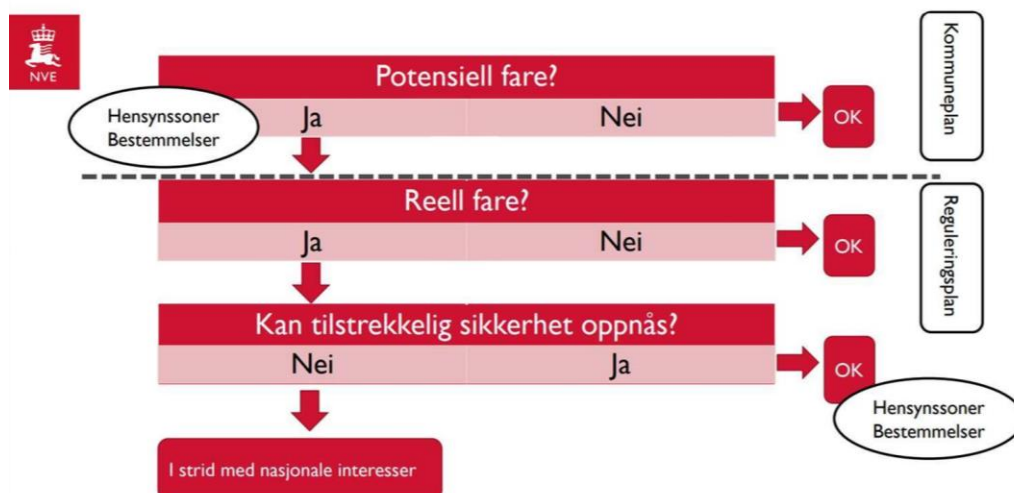 NVE
Potensiell fare?
Hensynssoner
Bestemmelser
Ja
Nei
OK
Kommuneplan
Reell fare?
Ja
Nei
OK
Reguleringsplan
Kan tilstrekkelig sikkerhet oppnås?
Nei
Ja
OK
Hensynssoner
Bestemmelser
I strid med nasjonale interesser